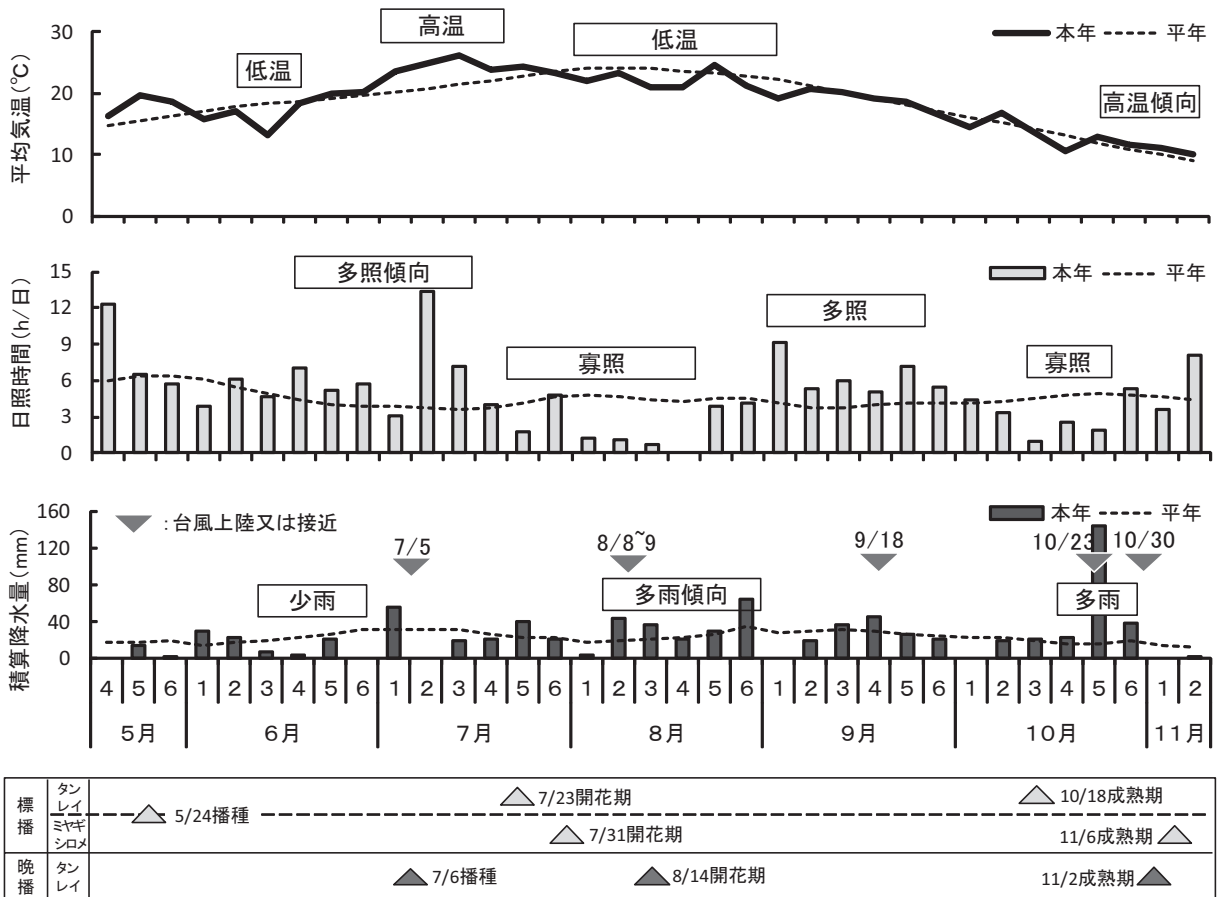 平均気温(℃)
30
20
10
0
高温
低温
低温
高温傾向
本年
平年
日照時間(h/日)
15
12
9
6
3
0
多照傾向
寡照
多照
寡照
本年
平年
積算降水量(mm)
160
120
80
40
0
:台風上陸又は接近
本年
平年
7/5
8/8~9
9/18
10/23
10/30
少雨
多雨傾向
多雨
4 5 6 1 2 3 4 5 6 1 2 3 4 5 6 1 2 3 4 5 6 1 2 3 4 5 6 1 2 3 4 5 6 1 2
5月 6月 7月 8月 9月 10月 11月
標播
タンレイ
ミヤギシロメ
5/24播種
7/23開花期
10/18成熟期
7/31開花期
11/6成熟期
晩播
タンレイ
7/6播種
8/14開花期
11/2成熟期